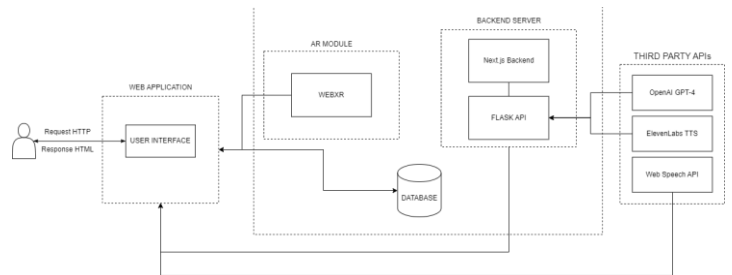 BACKEND SERVER
AR MODULE
Next.js Backend
THIRD PARTY APIs
WEB APPLICATION
WEBXR
OpenAI GPT-4
FLASK API
Request HTTP
USER INTERFACE
ElevenLabs TTS
Response HTML
Web Speech API
DATABASE